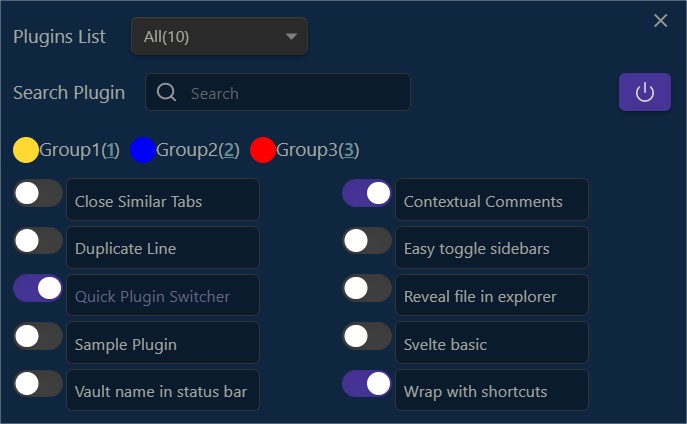 Plugins List All(10)
Search Plugin Search
Group1(1) Group2(2) Group3(3)
Close Similar Tabs Contextual Comments
Duplicate Line Easy toggle sidebars
Quick Plugin Switcher Reveal file in explorer
Sample Plugin Svelte basic
Vault name in status bar Wrap with shortcuts